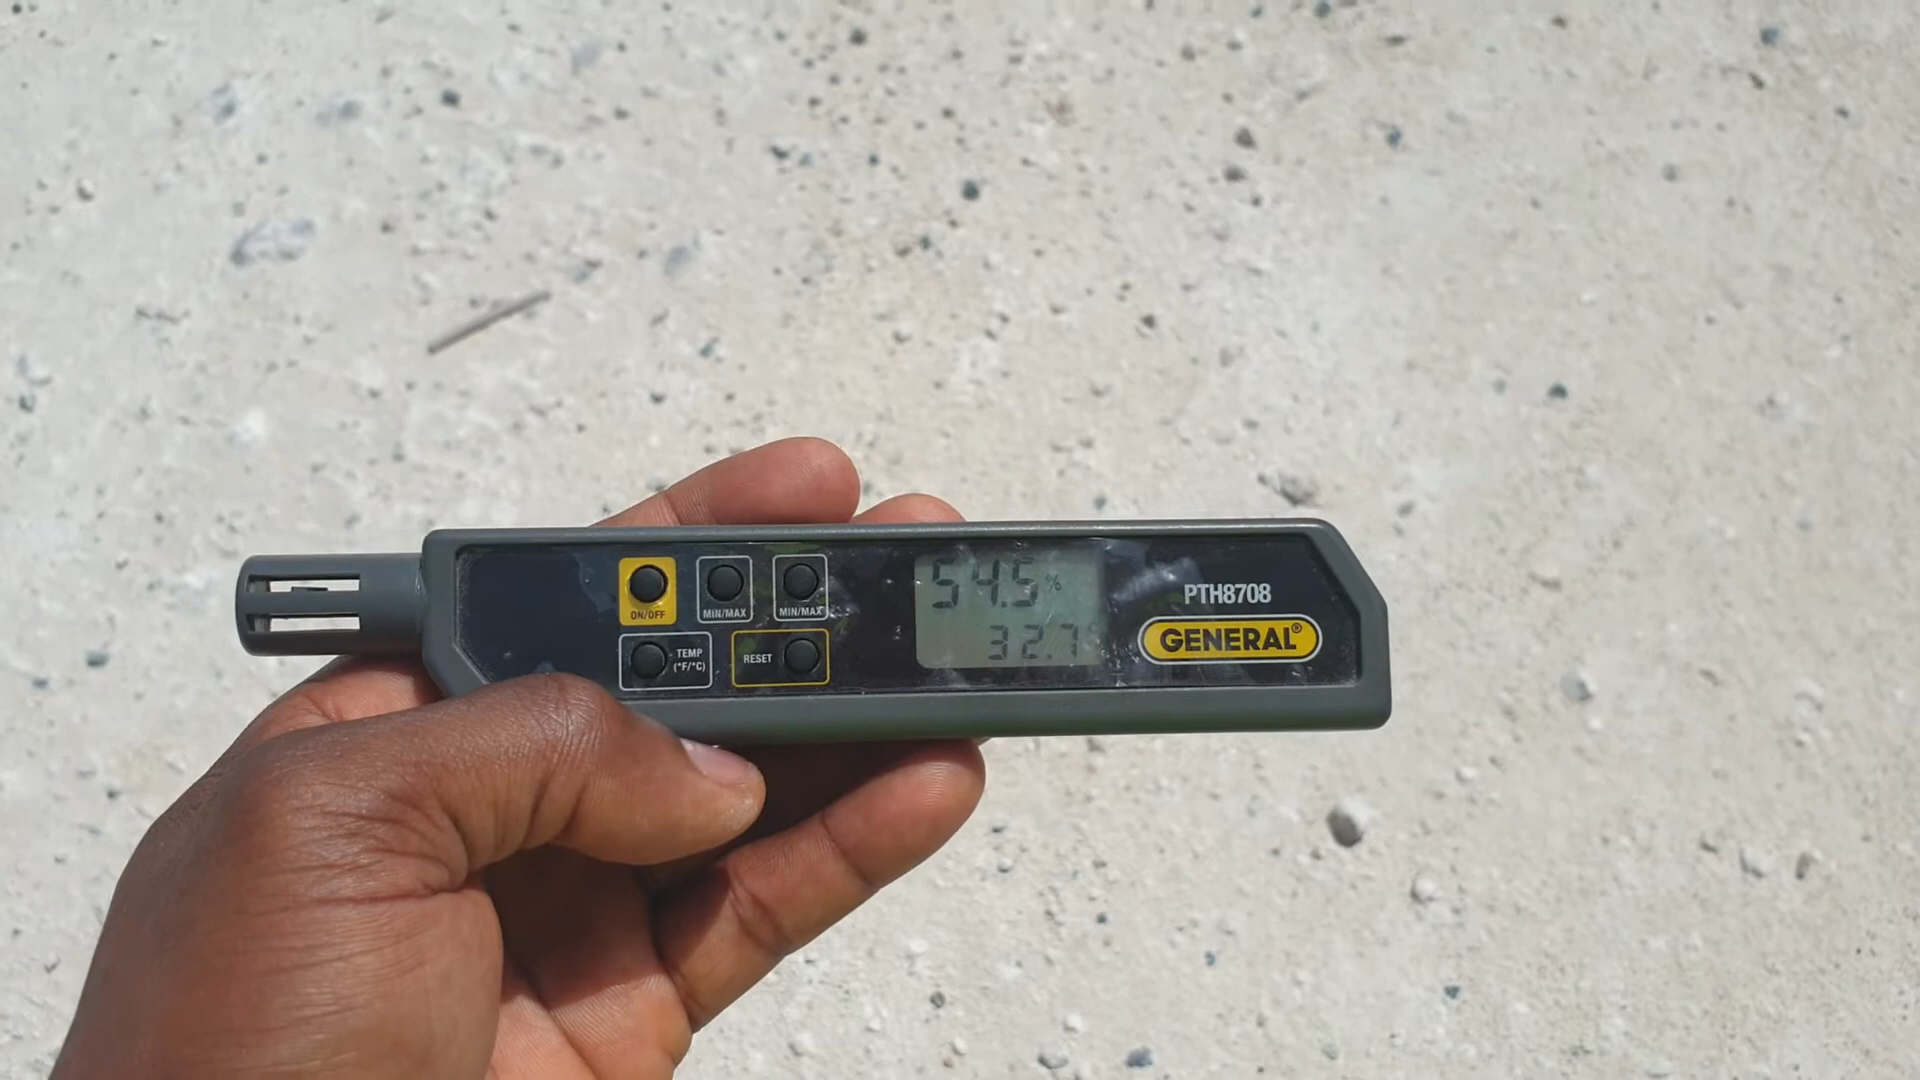 ON/OFF
MIN/MAX
MIN/MAX
TEMP
(°F/°C)
RESET
54.5%
32.7
PTH8708
GENERAL®